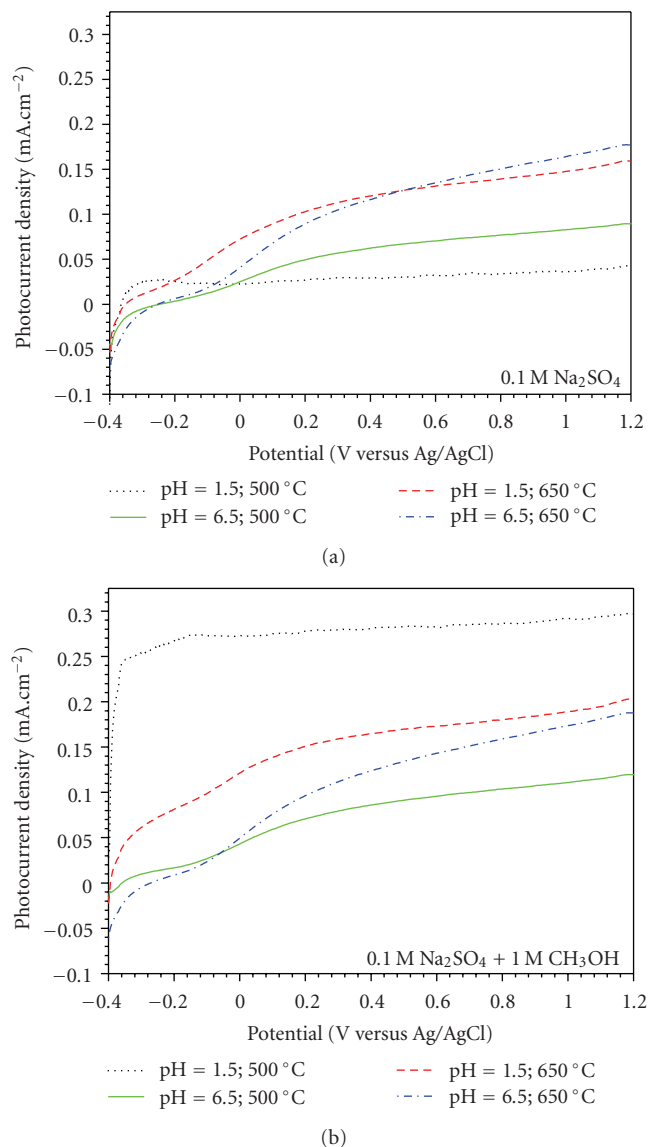 0.3
0.25
0.2
0.15
0.1
0.05
0
−0.05
−0.1
Photocurrent density (mA.cm−2)
0.1 M Na2SO4
−0.4 −0.2 0 0.2 0.4 0.6 0.8 1 1.2
Potential (V versus Ag/AgCl)
pH = 1.5; 500 °C
pH = 6.5; 500 °C
pH = 1.5; 650 °C
pH = 6.5; 650 °C
(a)
0.3
0.25
0.2
0.15
0.1
0.05
0
−0.05
−0.1
Photocurrent density (mA.cm−2)
0.1 M Na2SO4 + 1 M CH3OH
−0.4 −0.2 0 0.2 0.4 0.6 0.8 1 1.2
Potential (V versus Ag/AgCl)
pH = 1.5; 500 °C
pH = 6.5; 500 °C
pH = 1.5; 650 °C
pH = 6.5; 650 °C
(b)